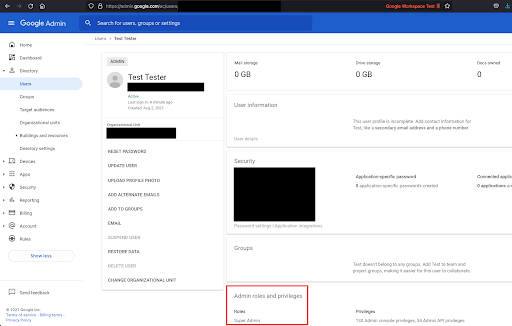 https://admin.google.com/ac/users/
Google Workspace Test
Google Admin
Search for users, groups or settings
Users > Test Tester
Home
Dashboard
Directory
Users
Groups
Target audiences
Organizational units
Buildings and resources
Directory settings
Devices
Apps
Security
Reporting
Billing
Account
Rules
Show less
Send feedback
© 2021 Google Inc.
Terms of service - Billing terms -
Privacy Policy
ADMIN
Test Tester
Active
Last sign in: A minute ago
Created: Aug 2, 2021
Organizational Unit
RESET PASSWORD
UPDATE USER
UPLOAD PROFILE PHOTO
ADD ALTERNATE EMAILS
ADD TO GROUPS
EMAIL
SUSPEND USER
RESTORE DATA
DELETE USER
CHANGE ORGANIZATIONAL UNIT
Mail storage
0 GB
Drive storage
0 GB
Docs owned
0
User information
This user profile is incomplete. Add contact information for
Test, like a secondary email address and a phone number.
User details
Security
Application-specific password
0 application-specific passwords created
Connected applica
0 applications are
Password settings | Application integrations
Groups
Test doesn't belong to any groups. Add Test to team and
project groups, making it easier for this user to collaborate.
Admin roles and privileges
Roles
Super Admin
Privileges